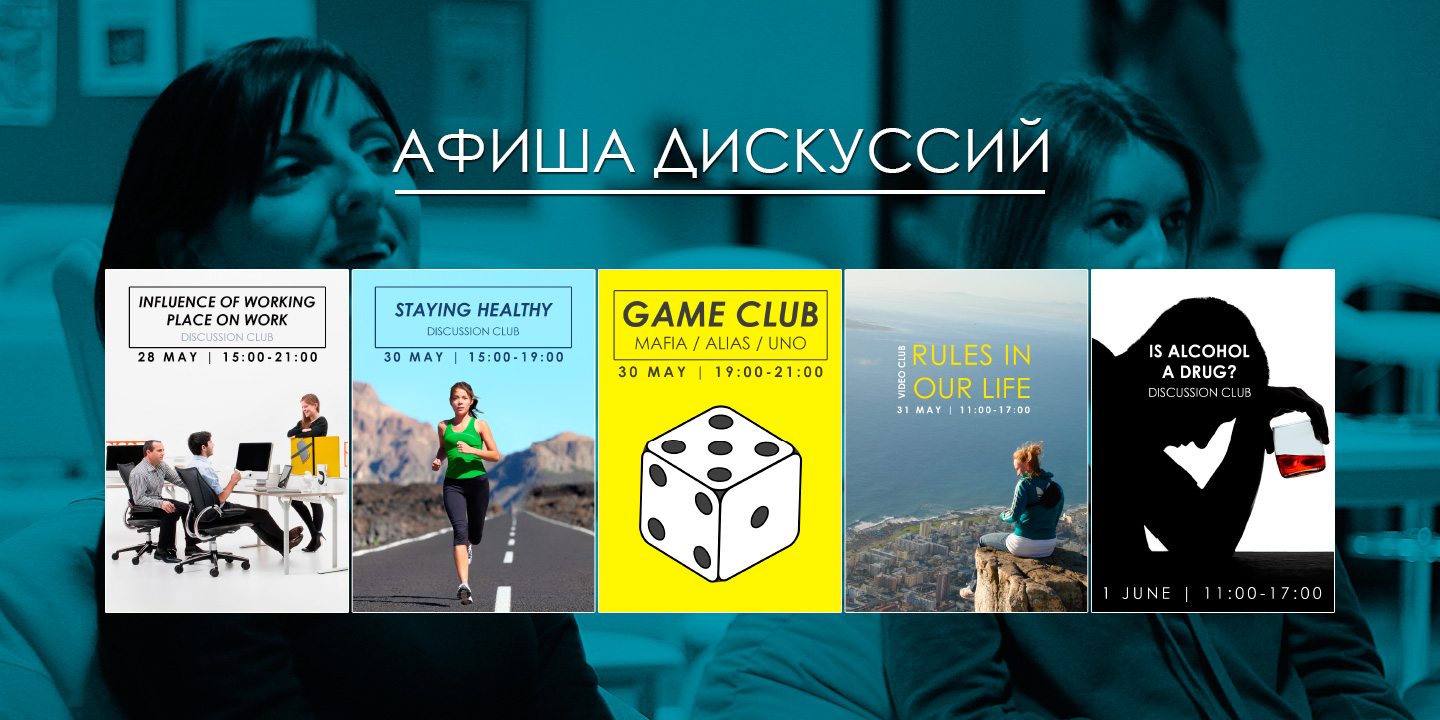 АФИША ДИСКУССИЙ
INFLUENCE OF WORKING
PLACE ON WORK
DISCUSSION CLUB
28 MAY | 15:00-21:00
STAYING HEALTHY
DISCUSSION CLUB
30 MAY | 15:00-19:00
GAME CLUB
MAFIA / ALIAS / UNO
30 MAY | 19:00-21:00
VIDEO CLUB
RULES IN
OUR LIFE
31 MAY | 11:00-17:00
IS ALCOHOL
A DRUG?
DISCUSSION CLUB
1 JUNE | 11:00-17:00